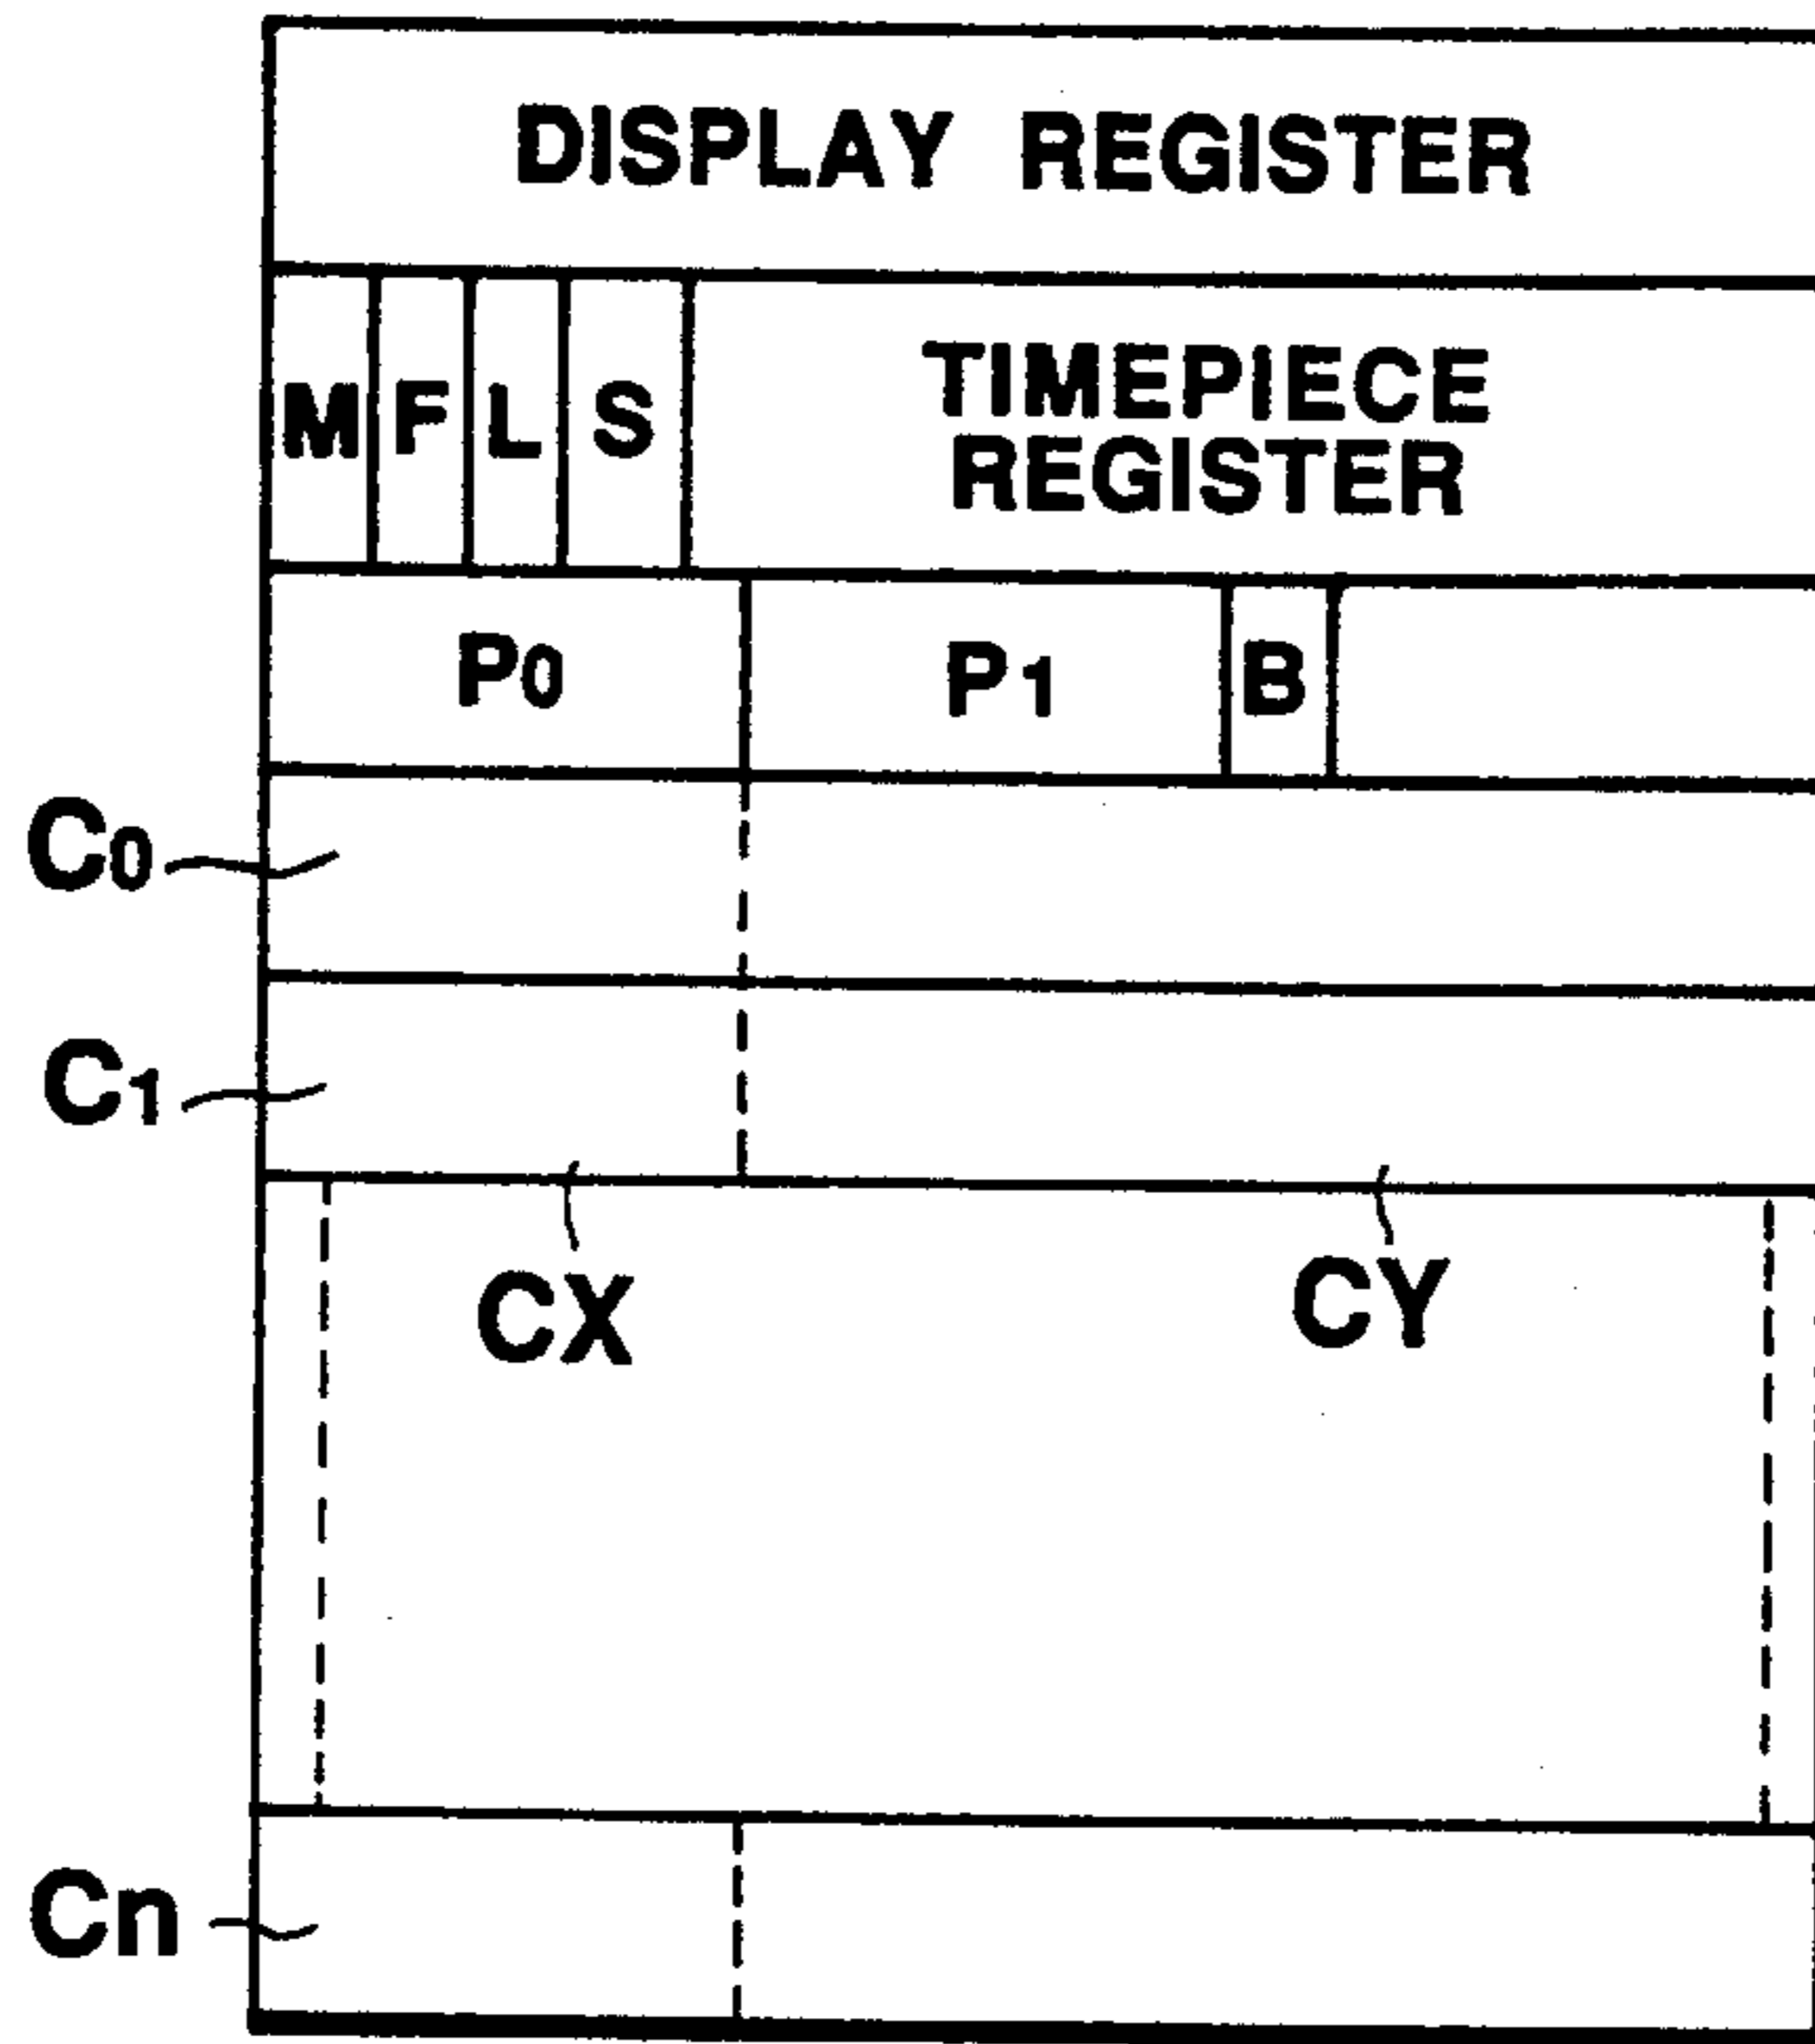 DISPLAY REGISTER
M F L S TIMEPIECE
REGISTER
P0 P1 B
C0
C1
CX CY
Cn